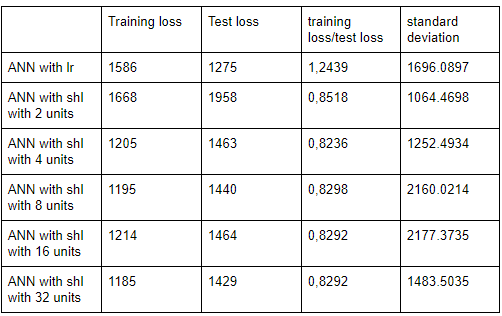 Training loss Test loss training loss/test loss standard deviation
ANN with lr 1586 1275 1,2439 1696.0897
ANN with shl with 2 units 1668 1958 0,8518 1064.4698
ANN with shl with 4 units 1205 1463 0,8236 1252.4934
ANN with shl with 8 units 1195 1440 0,8298 2160.0214
ANN with shl with 16 units 1214 1464 0,8292 2177.3735
ANN with shl with 32 units 1185 1429 0,8292 1483.5035